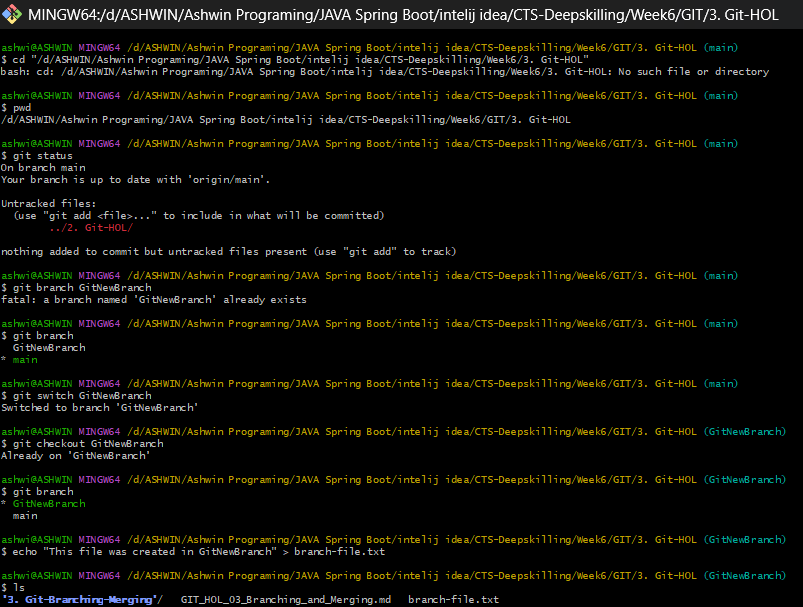 MINGW64:/d/ASHWIN/Ashwin Programing/JAVA Spring Boot/intelij idea/CTS-Deepskilling/Week6/GIT/3. Git-HOL
ashwi@ASHWIN MINGW64 /d/ASHWIN/Ashwin Programing/JAVA Spring Boot/intelij idea/CTS-Deepskilling/Week6/GIT/3. Git-HOL (main)
$ cd "/d/ASHWIN/Ashwin Programing/JAVA Spring Boot/intelij idea/CTS-Deepskilling/Week6/3. Git-HOL"
bash: cd: /d/ASHWIN/Ashwin Programing/JAVA Spring Boot/intelij idea/CTS-Deepskilling/Week6/3. Git-HOL: No such file or directory
ashwi@ASHWIN MINGW64 /d/ASHWIN/Ashwin Programing/JAVA Spring Boot/intelij idea/CTS-Deepskilling/Week6/GIT/3. Git-HOL (main)
$ pwd
/d/ASHWIN/Ashwin Programing/JAVA Spring Boot/intelij idea/CTS-Deepskilling/Week6/GIT/3. Git-HOL
ashwi@ASHWIN MINGW64 /d/ASHWIN/Ashwin Programing/JAVA Spring Boot/intelij idea/CTS-Deepskilling/Week6/GIT/3. Git-HOL (main)
$ git status
On branch main
Your branch is up to date with 'origin/main'.
Untracked files:
(use "git add <file>..." to include in what will be committed)
../2. Git-HOL/
nothing added to commit but untracked files present (use "git add" to track)
ashwi@ASHWIN MINGW64 /d/ASHWIN/Ashwin Programing/JAVA Spring Boot/intelij idea/CTS-Deepskilling/Week6/GIT/3. Git-HOL (main)
$ git branch GitNewBranch
fatal: a branch named 'GitNewBranch' already exists
ashwi@ASHWIN MINGW64 /d/ASHWIN/Ashwin Programing/JAVA Spring Boot/intelij idea/CTS-Deepskilling/Week6/GIT/3. Git-HOL (main)
$ git branch
GitNewBranch
* main
ashwi@ASHWIN MINGW64 /d/ASHWIN/Ashwin Programing/JAVA Spring Boot/intelij idea/CTS-Deepskilling/Week6/GIT/3. Git-HOL (main)
$ git switch GitNewBranch
Switched to branch 'GitNewBranch'
ashwi@ASHWIN MINGW64 /d/ASHWIN/Ashwin Programing/JAVA Spring Boot/intelij idea/CTS-Deepskilling/Week6/GIT/3. Git-HOL (GitNewBranch)
$ git checkout GitNewBranch
Already on 'GitNewBranch'
ashwi@ASHWIN MINGW64 /d/ASHWIN/Ashwin Programing/JAVA Spring Boot/intelij idea/CTS-Deepskilling/Week6/GIT/3. Git-HOL (GitNewBranch)
$ git branch
* GitNewBranch
main
ashwi@ASHWIN MINGW64 /d/ASHWIN/Ashwin Programing/JAVA Spring Boot/intelij idea/CTS-Deepskilling/Week6/GIT/3. Git-HOL (GitNewBranch)
$ echo "This file was created in GitNewBranch" > branch-file.txt
ashwi@ASHWIN MINGW64 /d/ASHWIN/Ashwin Programing/JAVA Spring Boot/intelij idea/CTS-Deepskilling/Week6/GIT/3. Git-HOL (GitNewBranch)
$ ls
'3. Git-Branching-Merging'/ GIT_HOL_03_Branching_and_Merging.md branch-file.txt